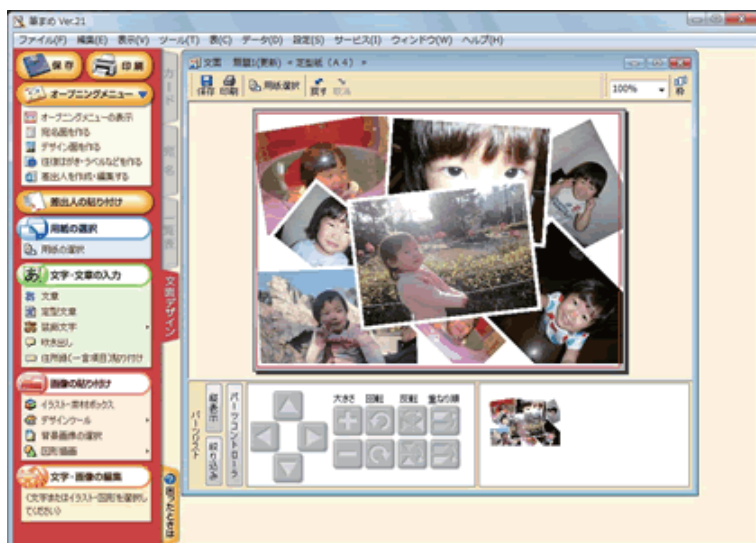 筆まめ Ver.21
ファイル(F) 編集(E) 表示(V) ツール(T) 表(C) データ(D) 設定(S) サービス(I) ウィンドウ(W) ヘルプ(H)
保存 印刷
オープニングメニュー
オープニングメニューの表示
宛名面を作る
デザイン面を作る
往復はがき・ラベルなどを作る
差出人を作成・編集する
差出人の貼り付け
用紙の選択
用紙の選択
あ! 文字・文章の入力
文章
定型文章
装飾文字
吹き出し
住所録(一言項目)貼り付け
画像の貼り付け
イラスト・素材ボックス
デザインツール
背景画像の選択
図形描画
文字・画像の編集
(文字またはイラスト・図形を選択してください)
カード
宛名
一覧表
文面デザイン
困ったときは
文面 無題1(更新) < 定型紙(A4) >
保存 印刷 用紙選択 戻す 取消
100%
枠
パーツリスト
縦表示
絞り込み
パーツコントローラ
大きさ 回転 反転 重なり順